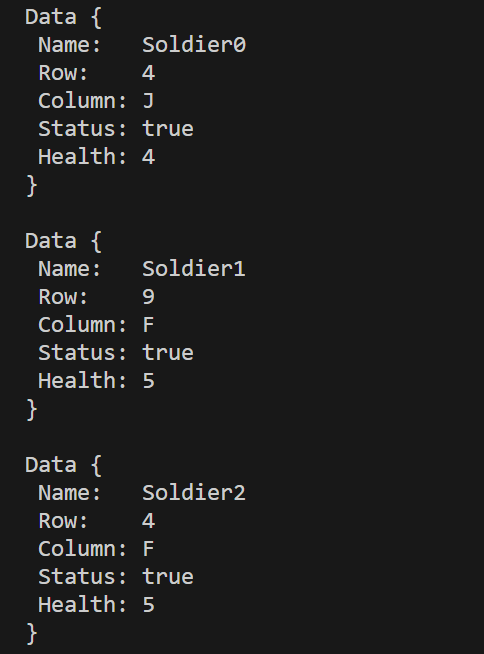 Data {
 Name:   Soldier0
 Row:    4
 Column: J
 Status: true
 Health: 4
}

Data {
 Name:   Soldier1
 Row:    9
 Column: F
 Status: true
 Health: 5
}

Data {
 Name:   Soldier2
 Row:    4
 Column: F
 Status: true
 Health: 5
}